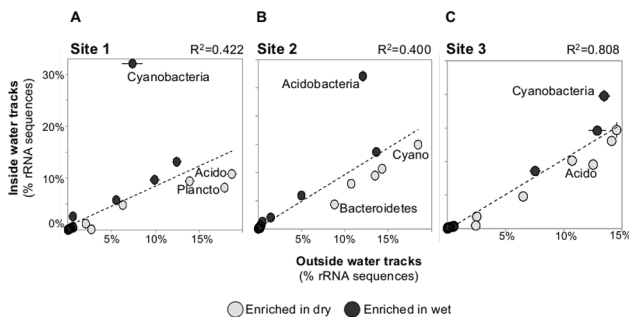 A
B
C
Site 1
R²=0.422
Site 2
R²=0.400
Site 3
R²=0.808
Inside water tracks
(% rRNA sequences)
30%
20%
10%
0%
Cyanobacteria
Acido
Plancto
5%
10%
15%
Acidobacteria
Cyano
Bacteroidetes
5%
10%
15%
Cyanobacteria
Acido
5%
10%
15%
Outside water tracks
(% rRNA sequences)
Enriched in dry
Enriched in wet